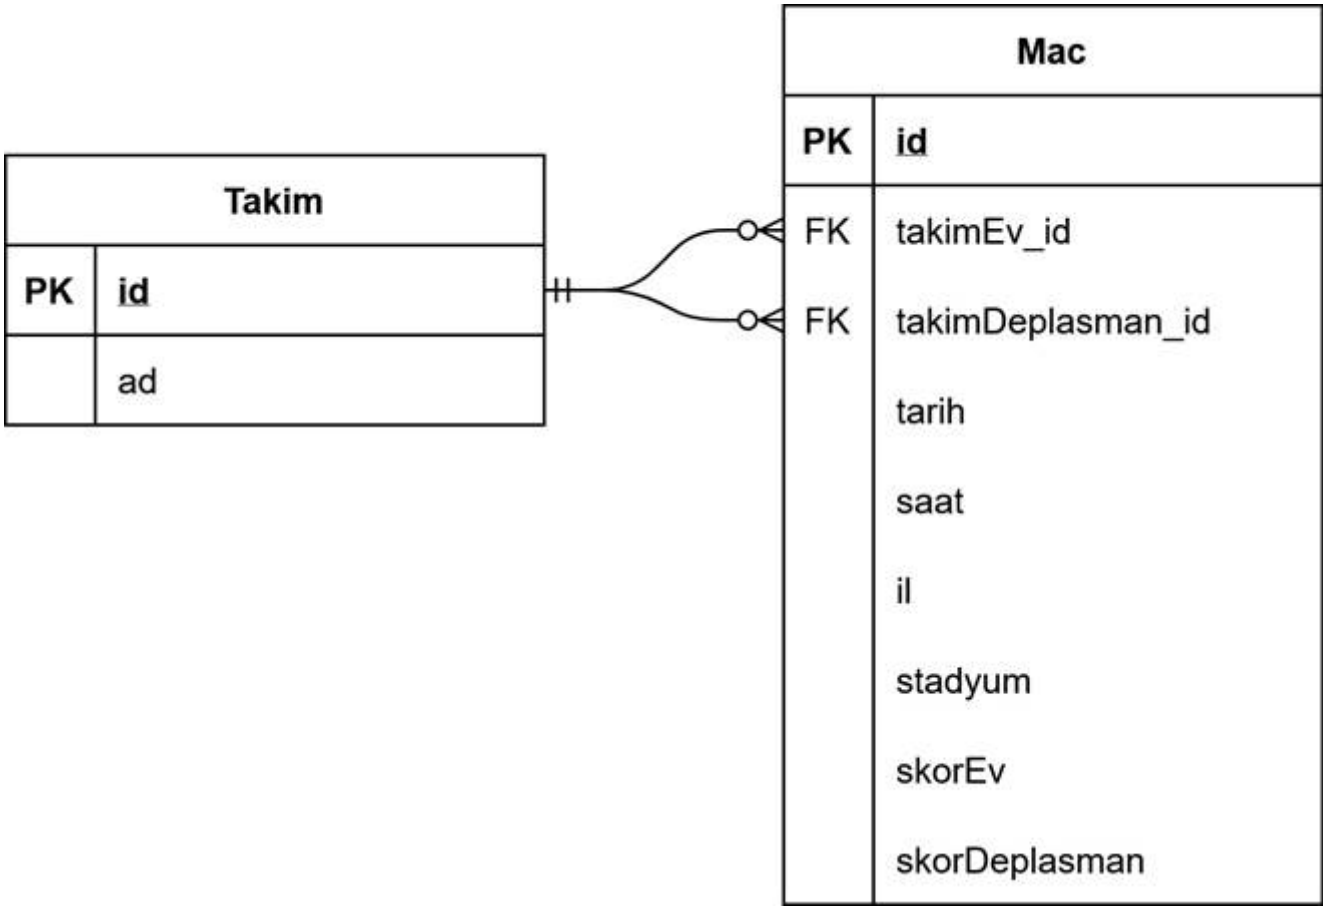 Takim
PK id
ad
Mac
PK id
FK takimEv_id
FK takimDeplasman_id
tarih
saat
il
stadyum
skorEv
skorDeplasman